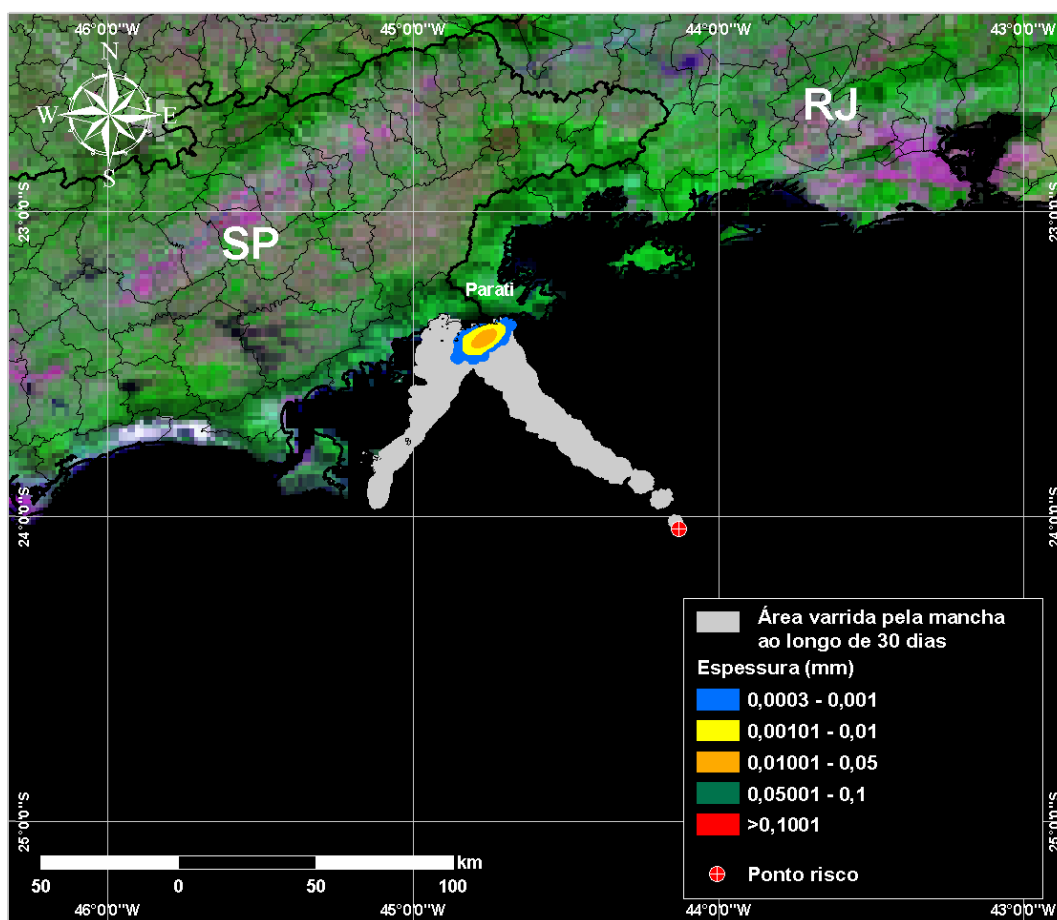 46°0'0"W
45°0'0"W
44°0'0"W
43°0'0"W
N
W
E
S
RJ
SP
23°0'0"S
23°0'0"S
Parati
24°0'0"S
24°0'0"S
Área varrida pela mancha
ao longo de 30 dias
Espessura (mm)
0,0003 - 0,001
0,00101 - 0,01
0,01001 - 0,05
0,05001 - 0,1
>0,1001
Ponto risco
25°0'0"S
25°0'0"S
km
50
0
50
100
46°0'0"W
45°0'0"W
44°0'0"W
43°0'0"W